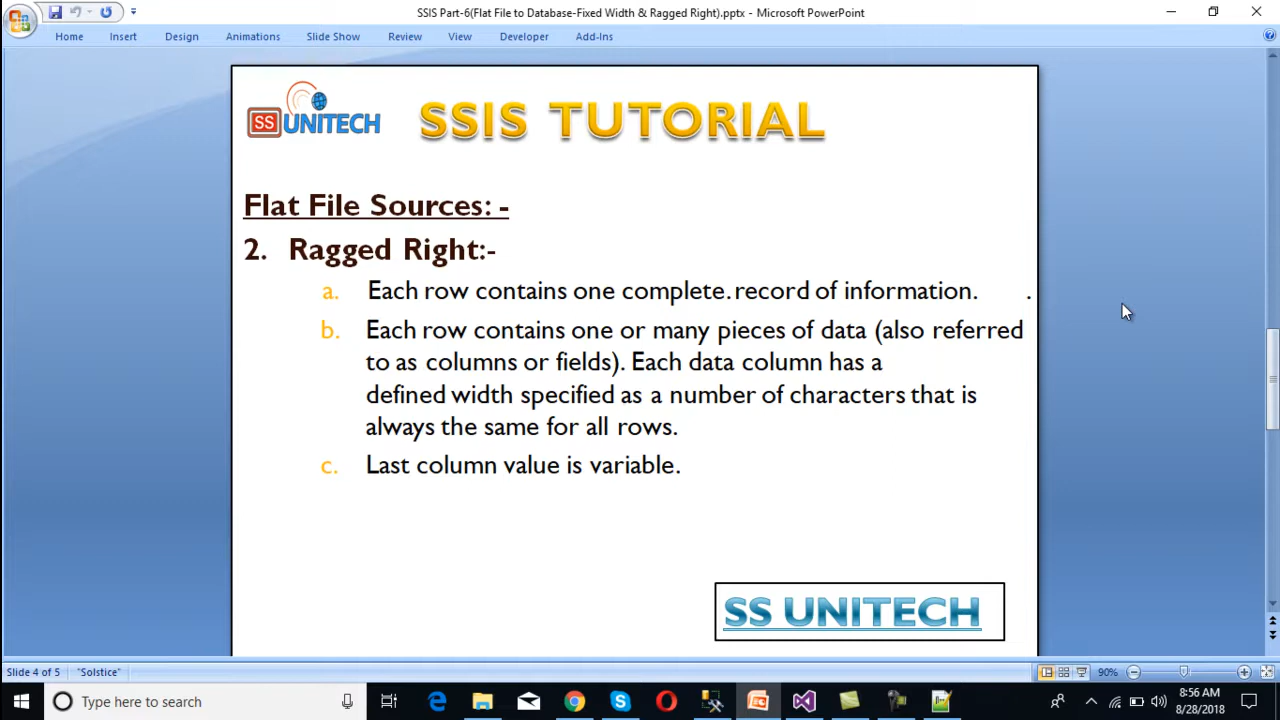 SSIS Part-6(Flat File to Database-Fixed Width & Ragged Right).pptx - Microsoft PowerPoint
Home Insert Design Animations Slide Show Review View Developer Add-Ins
SS UNITECH
SSIS TUTORIAL
Flat File Sources: -
2. Ragged Right:-
a. Each row contains one complete.record of information. .
b. Each row contains one or many pieces of data (also referred
to as columns or fields). Each data column has a
defined width specified as a number of characters that is
always the same for all rows.
c. Last column value is variable.
SS UNITECH
Slide 4 of 5 "Solstice" 90%
Type here to search
8:56 AM
8/28/2018